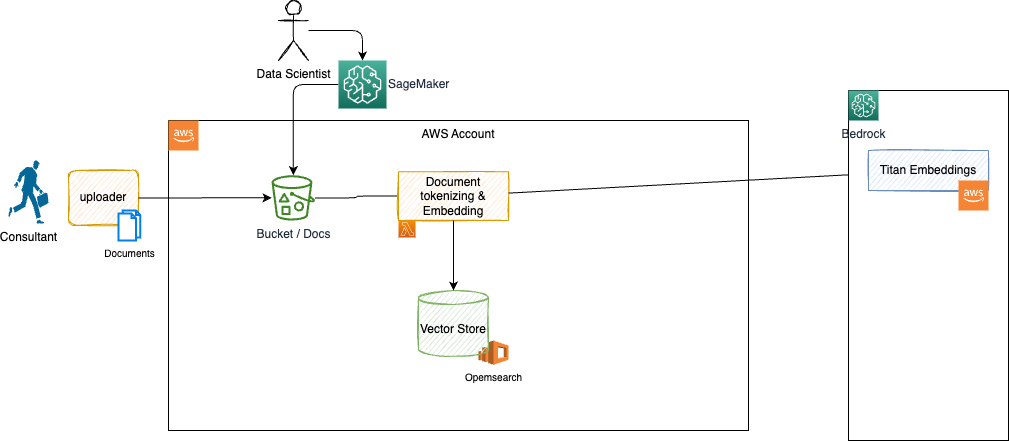 Data Scientist
SageMaker
aws
AWS Account
Bedrock
Titan Embeddings
aws
uploader
Document
tokenizing &
Embedding
Consultant
Documents
Bucket / Docs
Vector Store
Opemsearch